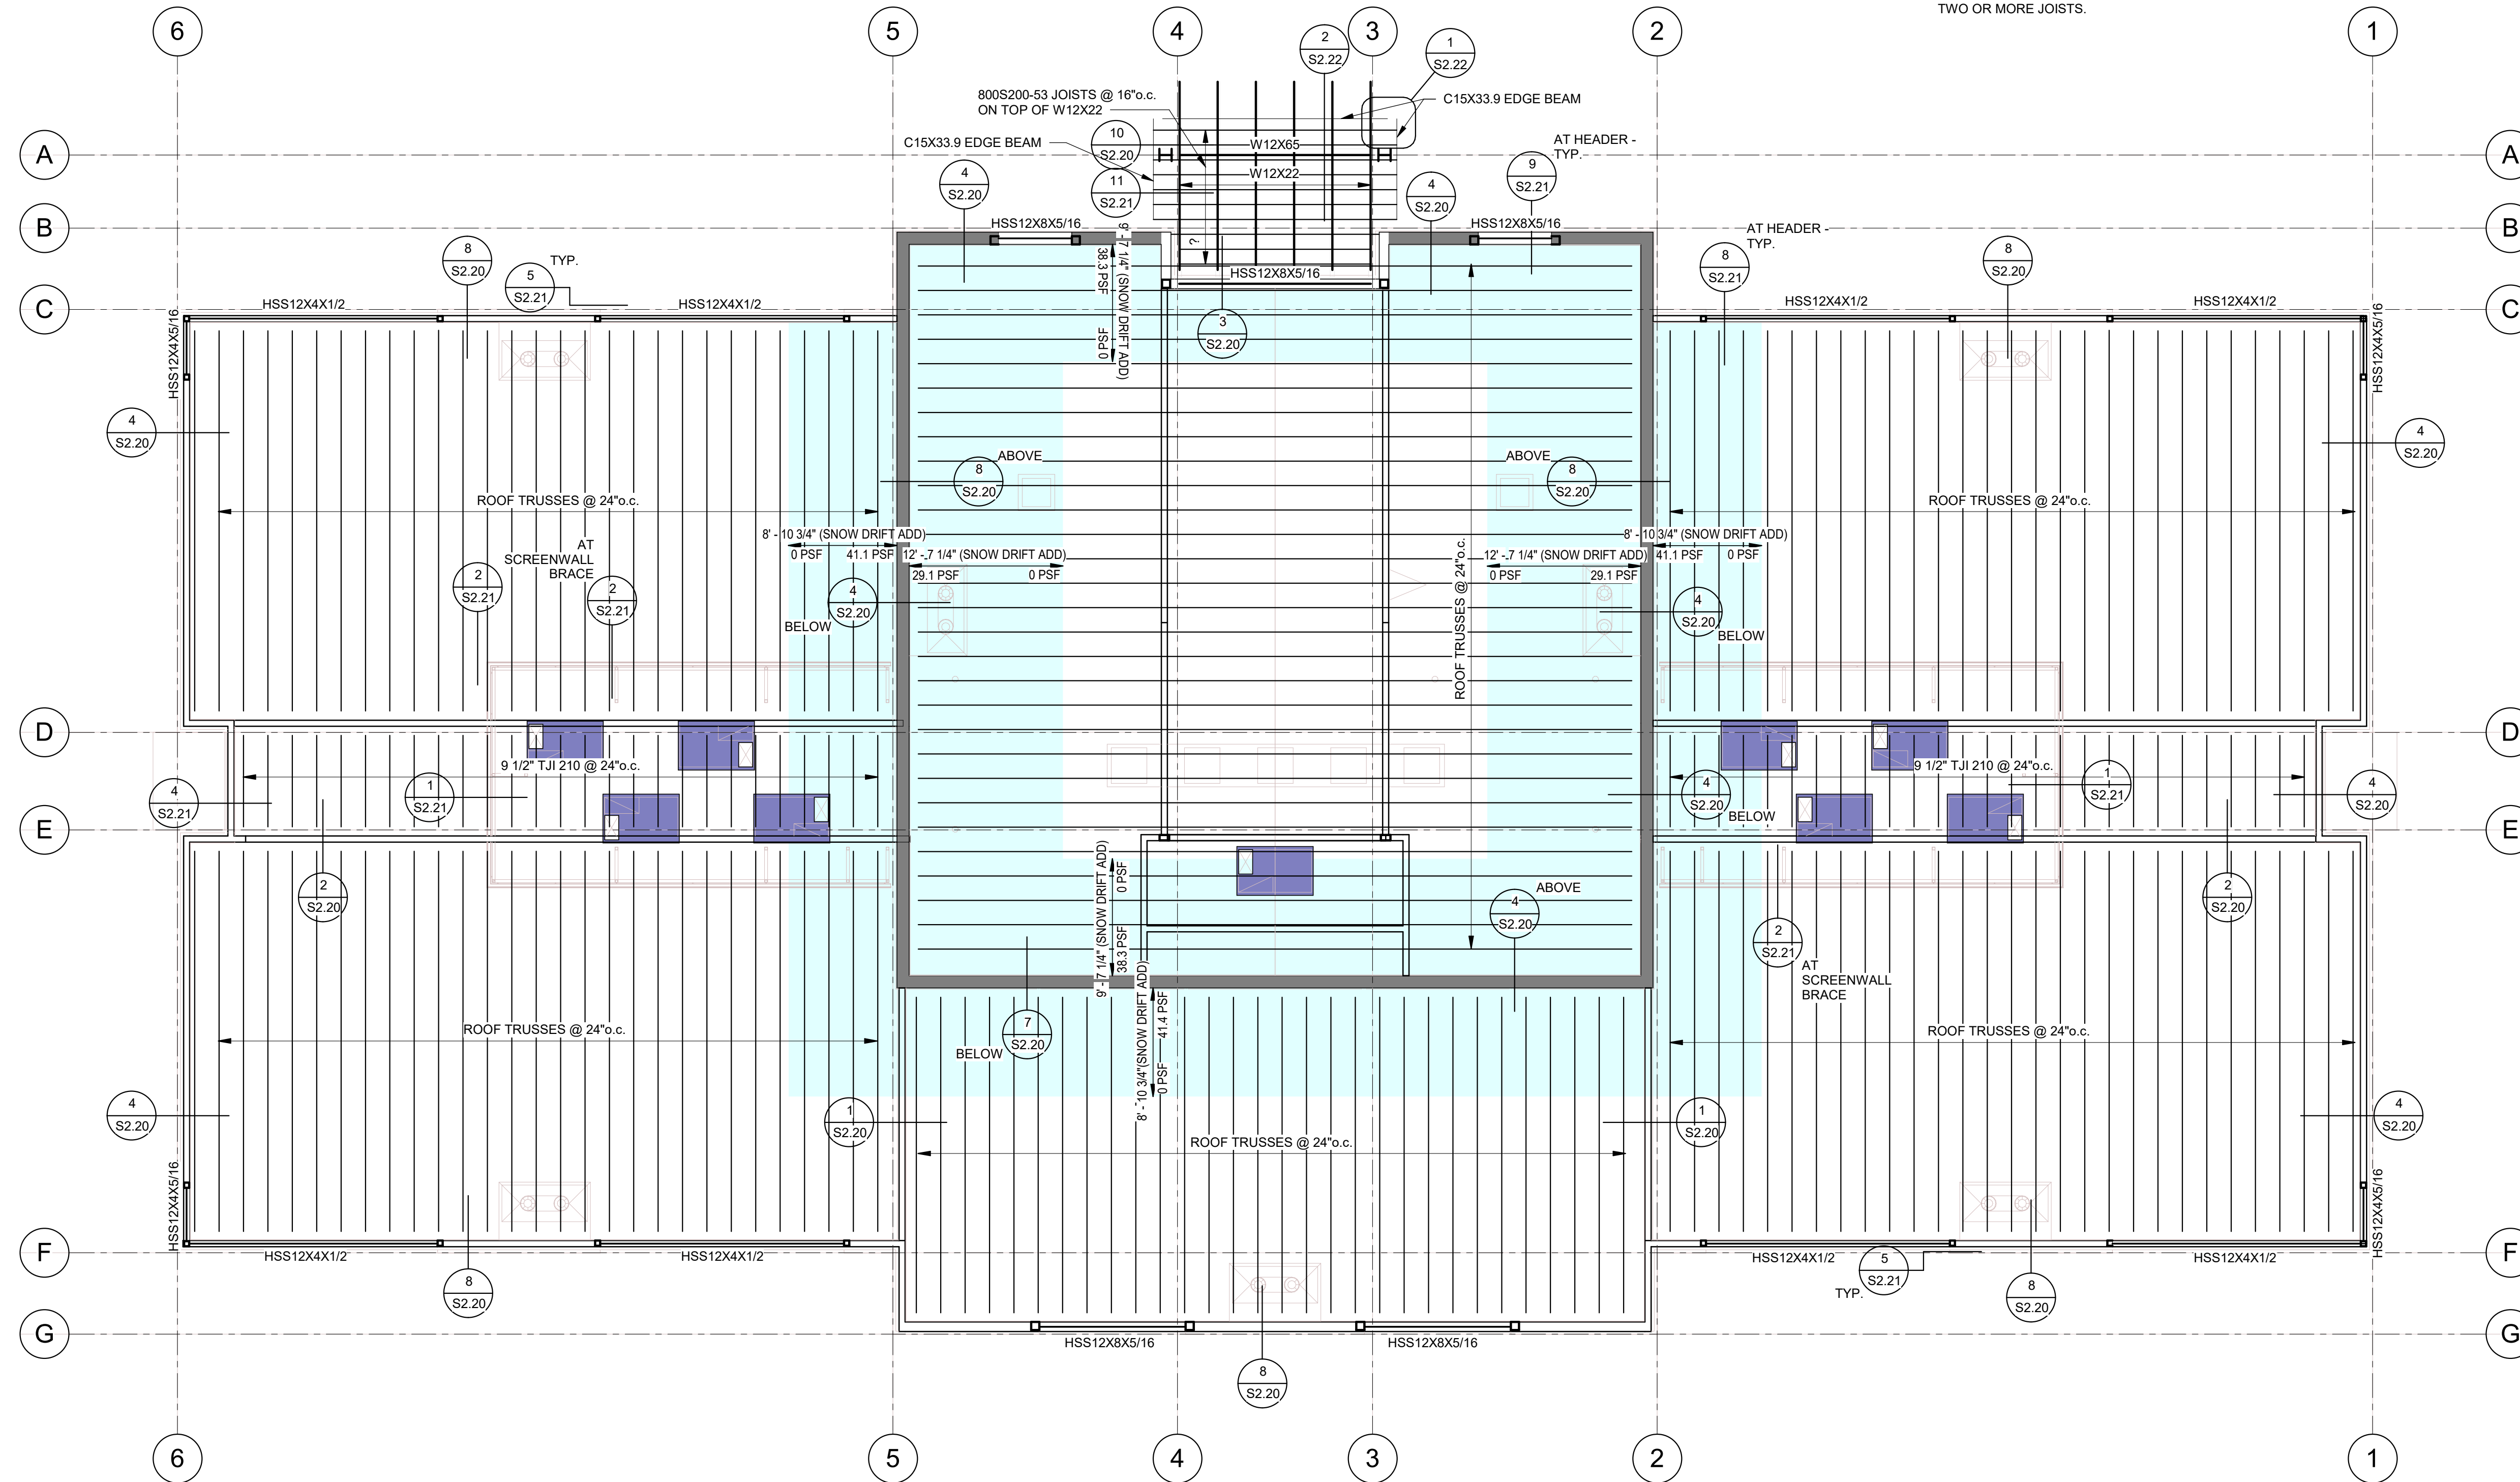 TWO OR MORE JOISTS.
6
5
4
3
2
1
2
S2.22
1
S2.22
800S200-53 JOISTS @ 16"o.c.
ON TOP OF W12X22
C15X33.9 EDGE BEAM
C15X33.9 EDGE BEAM
10
S2.20
11
S2.21
W12X65
W12X22
AT HEADER -
TYP.
9
S2.21
A
A
4
S2.20
4
S2.20
B
B
HSS12X8X5/16
HSS12X8X5/16
AT HEADER -
TYP.
8
S2.21
8
S2.20
8
S2.20
5
S2.21
TYP.
9' - 7 1/4" (SNOW DRIFT ADD)
38.3 PSF
0 PSF
?
HSS12X8X5/16
3
S2.20
C
C
HSS12X4X1/2
HSS12X4X1/2
HSS12X4X1/2
HSS12X4X1/2
HSS12X4X5/16
HSS12X4X5/16
4
S2.20
4
S2.20
ABOVE
8
S2.20
ABOVE
8
S2.20
ROOF TRUSSES @ 24"o.c.
ROOF TRUSSES @ 24"o.c.
8' - 10 3/4" (SNOW DRIFT ADD)
0 PSF
41.1 PSF
12' - 7 1/4" (SNOW DRIFT ADD)
29.1 PSF
0 PSF
12' - 7 1/4" (SNOW DRIFT ADD)
0 PSF
29.1 PSF
8' - 10 3/4" (SNOW DRIFT ADD)
41.1 PSF
0 PSF
AT
SCREENWALL
BRACE
2
S2.21
2
S2.21
4
S2.20
BELOW
4
S2.20
BELOW
ROOF TRUSSES @ 24"o.c.
D
D
9 1/2" TJI 210 @ 24"o.c.
9 1/2" TJI 210 @ 24"o.c.
4
S2.21
1
S2.21
4
S2.20
BELOW
1
S2.21
4
S2.20
E
E
2
S2.20
2
S2.20
9' - 7 1/4" (SNOW DRIFT ADD)
0 PSF
38.3 PSF
ABOVE
4
S2.20
2
S2.21
AT
SCREENWALL
BRACE
8' - 10 3/4"(SNOW DRIFT ADD)
41.4 PSF
0 PSF
7
S2.20
BELOW
ROOF TRUSSES @ 24"o.c.
ROOF TRUSSES @ 24"o.c.
4
S2.20
1
S2.20
1
S2.20
4
S2.20
ROOF TRUSSES @ 24"o.c.
HSS12X4X5/16
HSS12X4X5/16
F
F
HSS12X4X1/2
HSS12X4X1/2
HSS12X4X1/2
HSS12X4X1/2
8
S2.20
5
S2.21
TYP.
8
S2.20
G
G
HSS12X8X5/16
HSS12X8X5/16
8
S2.20
6
5
4
3
2
1